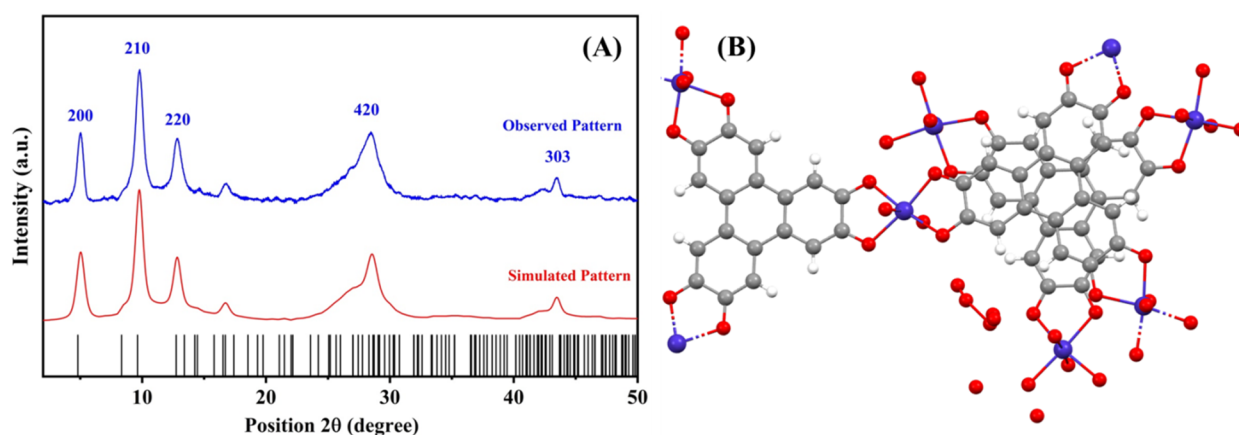 (A)
(B)
210
200
220
420
303
Observed Pattern
Simulated Pattern
Intensity (a.u.)
10
20
30
40
50
Position 2θ (degree)